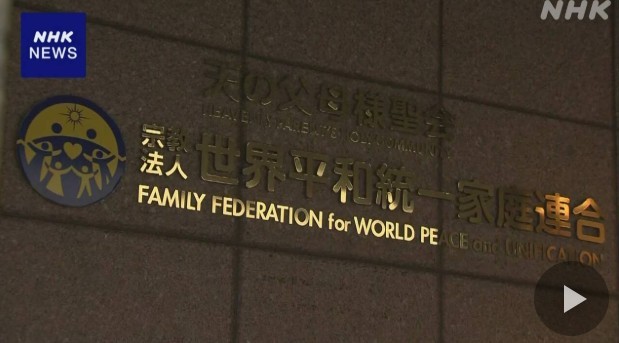 NHK
NHK
NEWS
天の父母様聖会
宗教
法人
世界平和統一家庭連合
FAMILY FEDERATION for WORLD PEACE and UNIFICATION